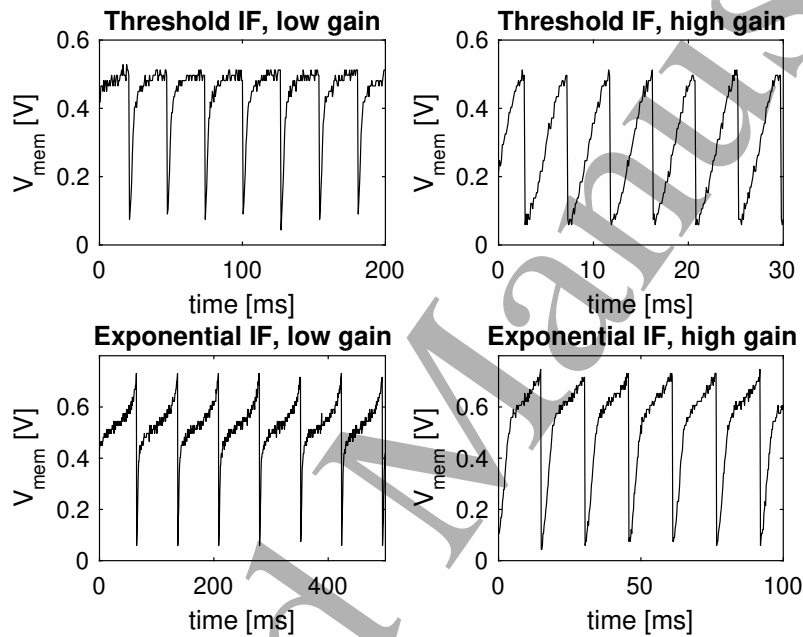 Threshold IF, low gain
0.6
0.4
0.2
0
V_mem [V]
0
100
200
time [ms]
Threshold IF, high gain
0.6
0.4
0.2
0
V_mem [V]
0
10
20
30
time [ms]
Exponential IF, low gain
0.6
0.4
0.2
0
V_mem [V]
0
200
400
time [ms]
Exponential IF, high gain
0.6
0.4
0.2
0
V_mem [V]
0
50
100
time [ms]
d Manus